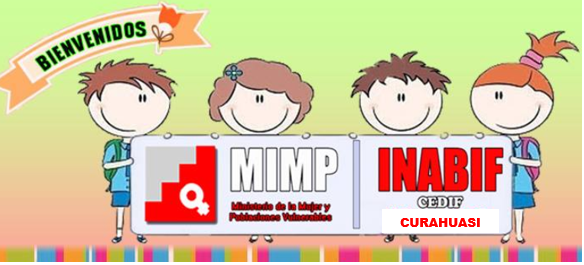 BIENVENIDOS
MIMP
Ministerio de la Mujer y
Poblaciones Vulnerables
INABIF
CEDIF
CURAHUASI